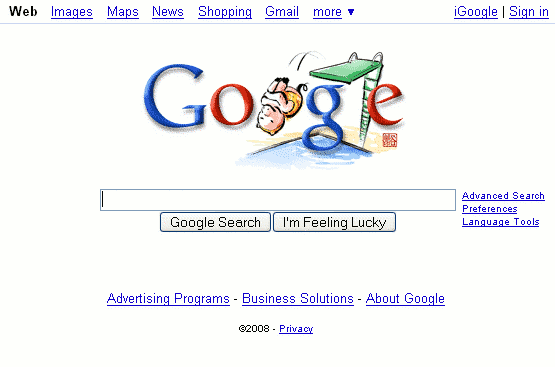 Web Images Maps News Shopping Gmail more ▼ iGoogle | Sign in
Google
Advanced Search
Preferences
Google Search I'm Feeling Lucky Language Tools
Advertising Programs - Business Solutions - About Google
©2008 - Privacy